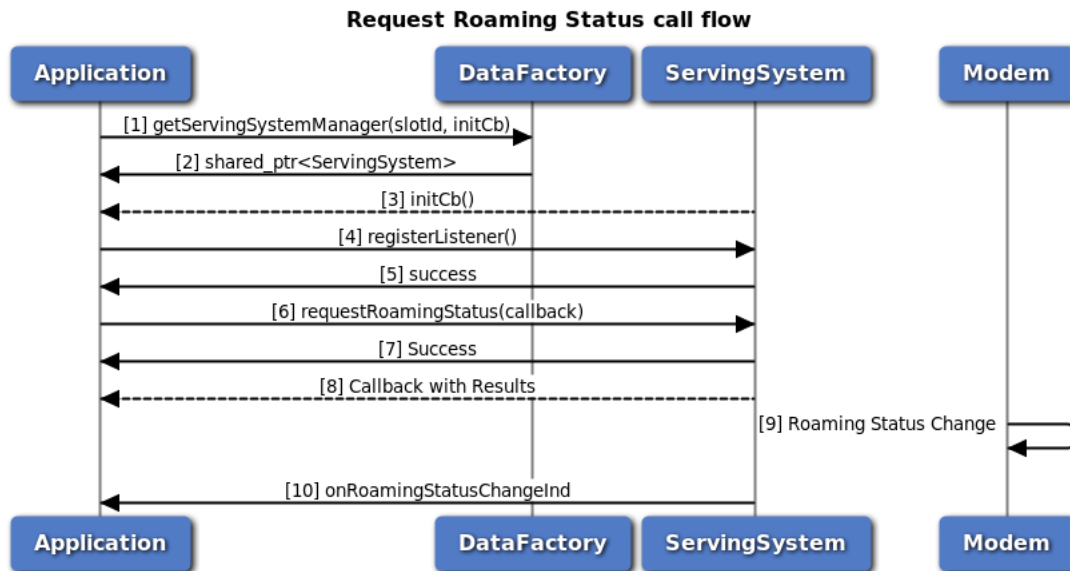 Request Roaming Status call flow
Application DataFactory ServingSystem Modem
[1] getServingSystemManager(slotId, initCb)
[2] shared_ptr<ServingSystem>
[3] initCb()
[4] registerListener()
[5] success
[6] requestRoamingStatus(callback)
[7] Success
[8] Callback with Results
[9] Roaming Status Change
[10] onRoamingStatusChangeInd
Application DataFactory ServingSystem Modem